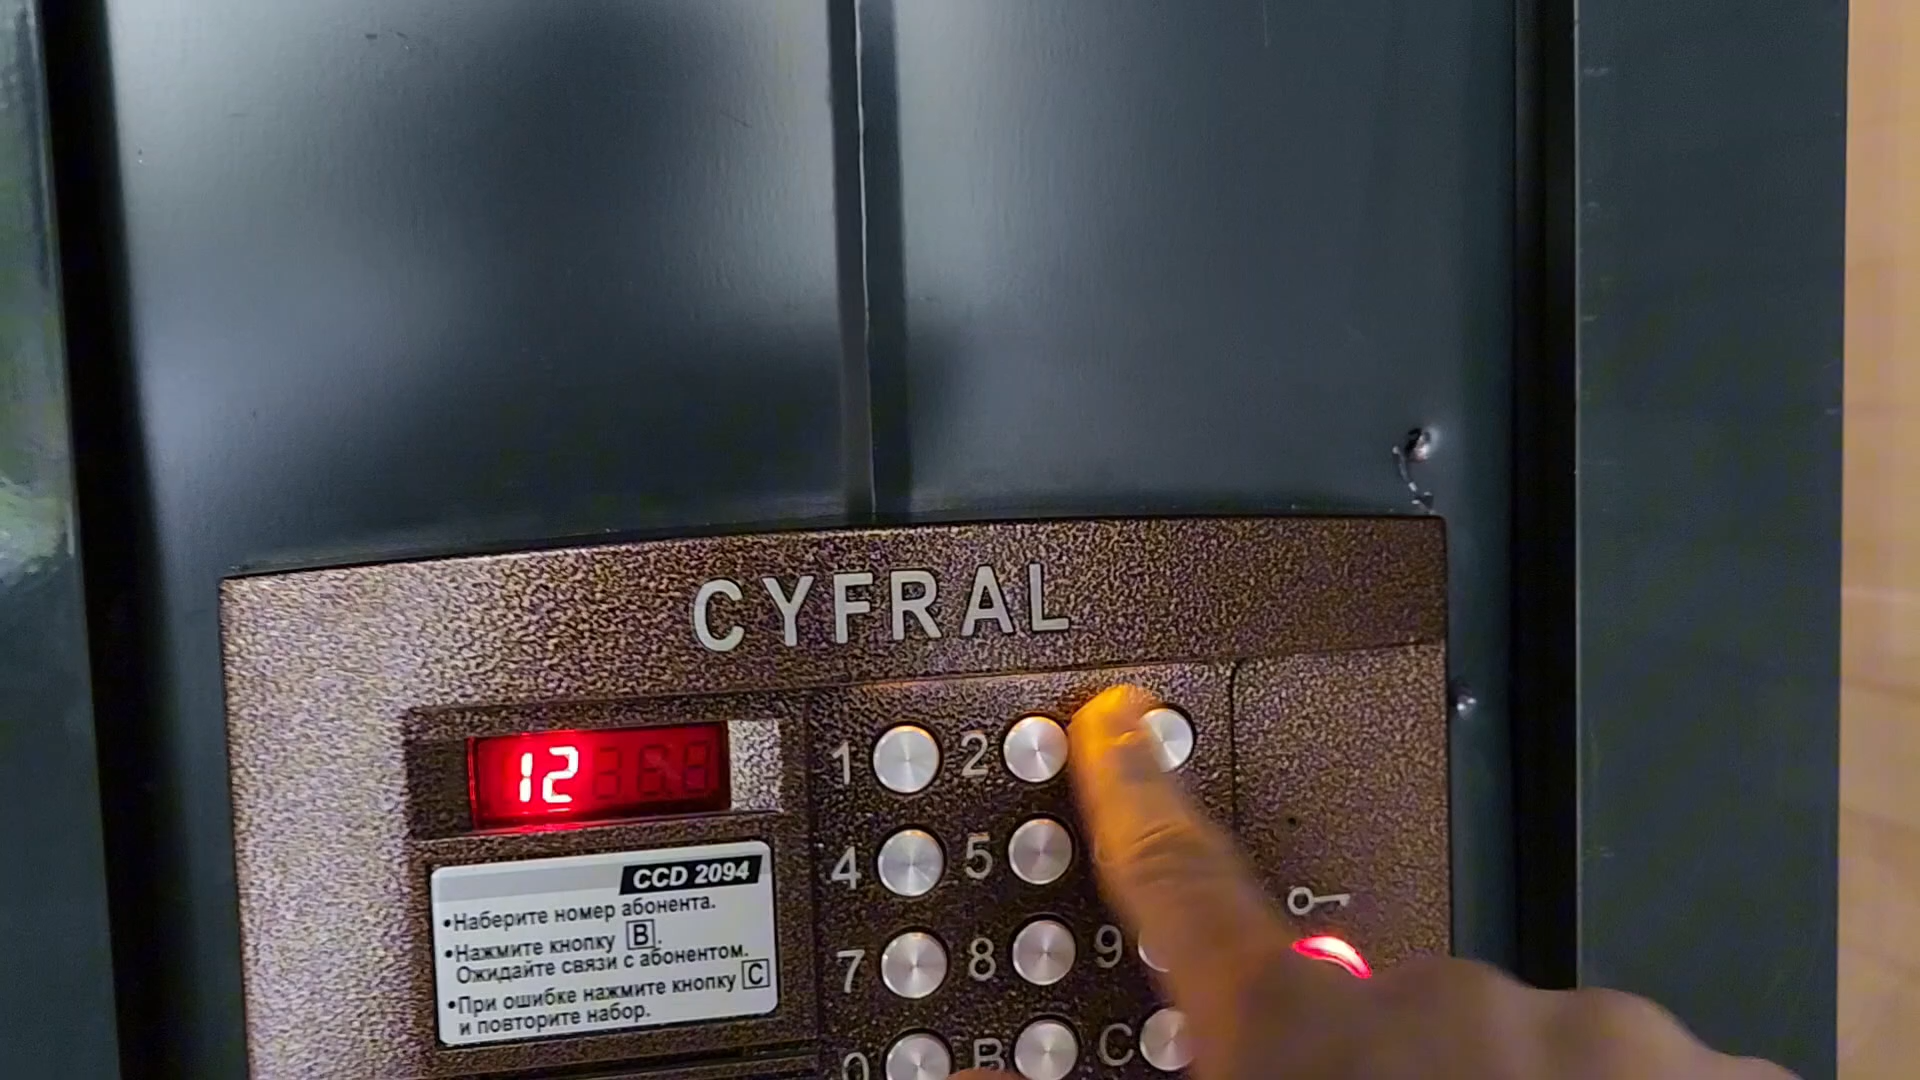 CYFRAL
12
1 2
4 5
7 8 9
0 B C
CCD 2094
•Наберите номер абонента.
•Нажмите кнопку B.
Ожидайте связи с абонентом.
•При ошибке нажмите кнопку C
и повторите набор.